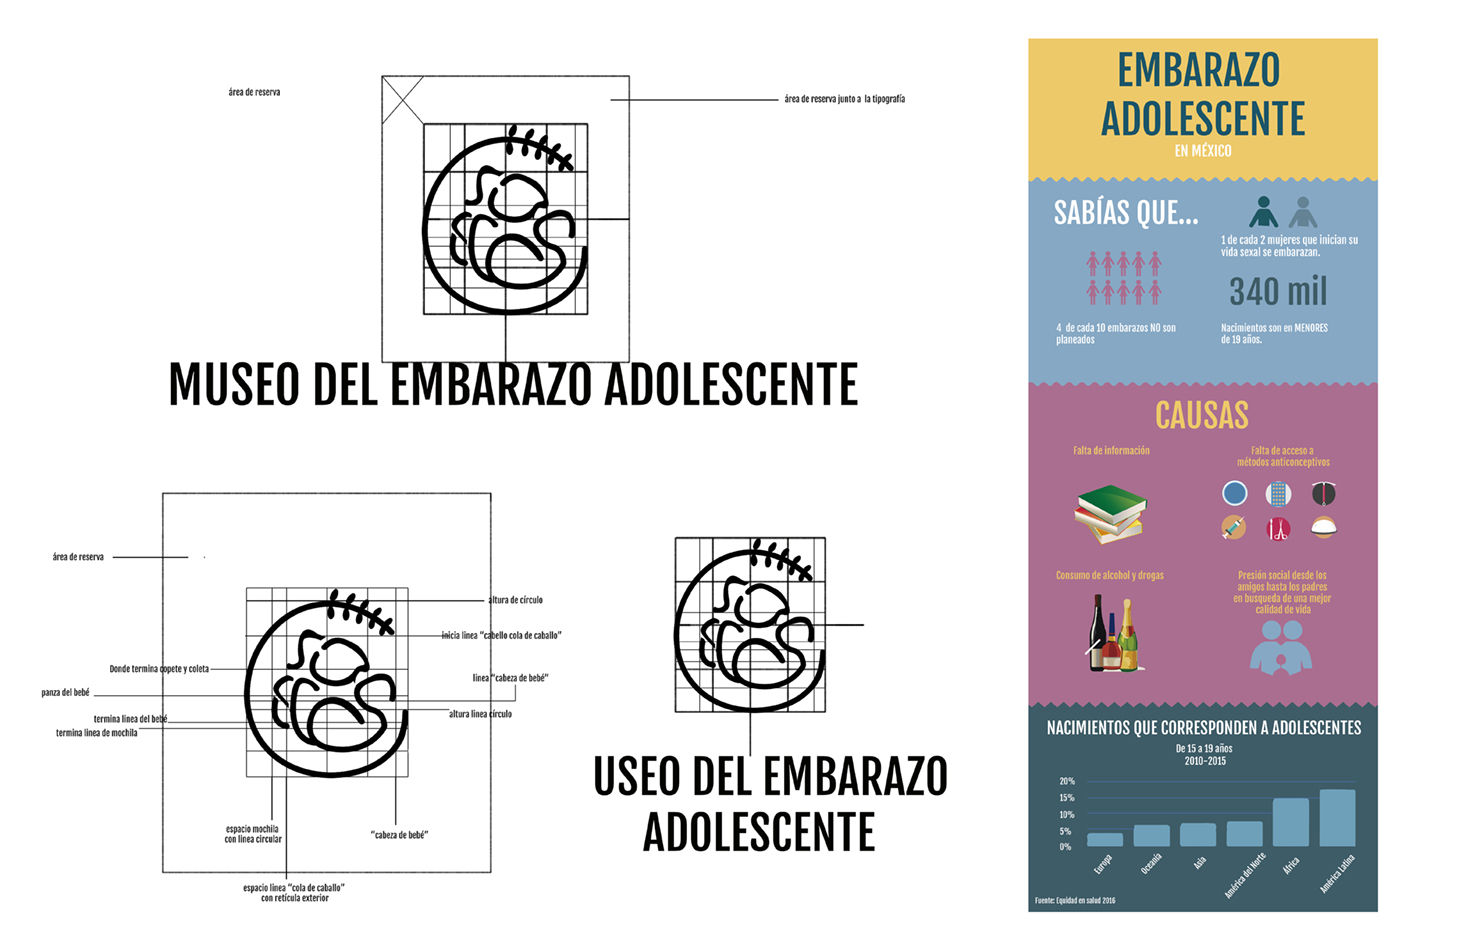 área de reserva
área de reserva junto a la tipografía
MUSEO DEL EMBARAZO ADOLESCENTE
área de reserva
altura de círculo
inicia linea "cabello cola de caballo"
Donde termina copete y coleta
linea "cabeza de bebé"
panza del bebé
altura linea círculo
termina linea del bebé
termina linea de mochila
espacio mochila
con linea circular
"cabeza de bebé"
espacio linea "cola de caballo"
con retícula exterior
USEO DEL EMBARAZO
ADOLESCENTE
EMBARAZO
ADOLESCENTE
EN MÉXICO
SABÍAS QUE...
1 de cada 2 mujeres que inician su
vida sexal se embarazan.
340 mil
4 de cada 10 embarazos NO son
planeados
Nacimientos son en MENORES
de 19 años.
CAUSAS
Falta de información
Falta de acceso a
métodos anticonceptivos
Consumo de alcohol y drogas
Presión social desde los
amigos hasta los padres
en busqueda de una mejor
calidad de vida
NACIMIENTOS QUE CORRESPONDEN A ADOLESCENTES
De 15 a 19 años
2010-2015
20%
15%
10%
5%
0%
Europa
Oceanía
Asia
América del Norte
África
América Latina
Fuente: Equidad en salud 2016